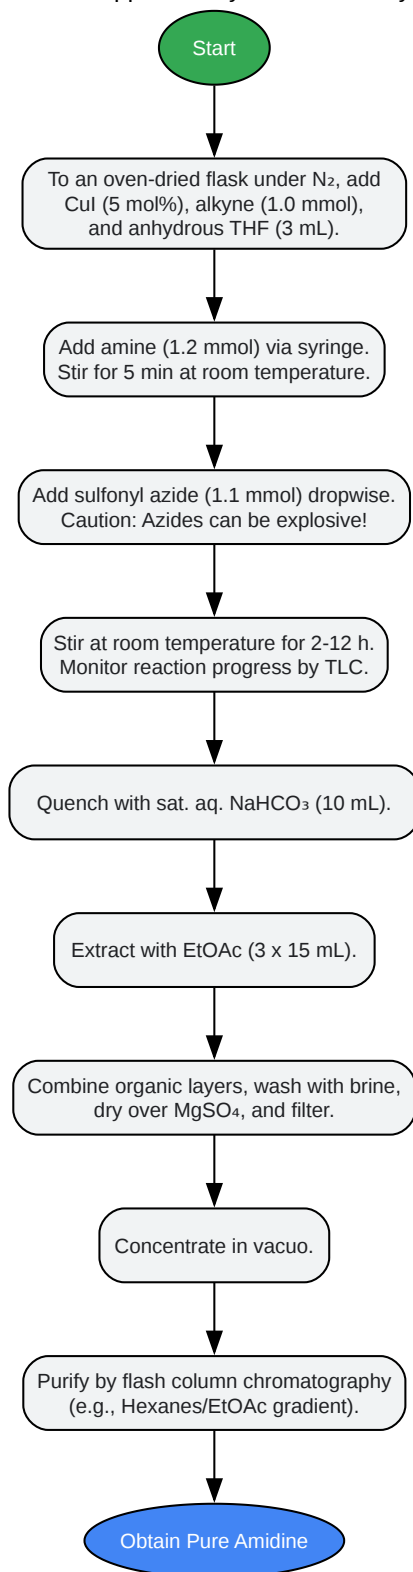 Start
To an oven-dried flask under N₂, add
CuI (5 mol%), alkyne (1.0 mmol),
and anhydrous THF (3 mL).
Add amine (1.2 mmol) via syringe.
Stir for 5 min at room temperature.
Add sulfonyl azide (1.1 mmol) dropwise.
Caution: Azides can be explosive!
Stir at room temperature for 2-12 h.
Monitor reaction progress by TLC.
Quench with sat. aq. NaHCO₃ (10 mL).
Extract with EtOAc (3 x 15 mL).
Combine organic layers, wash with brine,
dry over MgSO₄, and filter.
Concentrate in vacuo.
Purify by flash column chromatography
(e.g., Hexanes/EtOAc gradient).
Obtain Pure Amidine